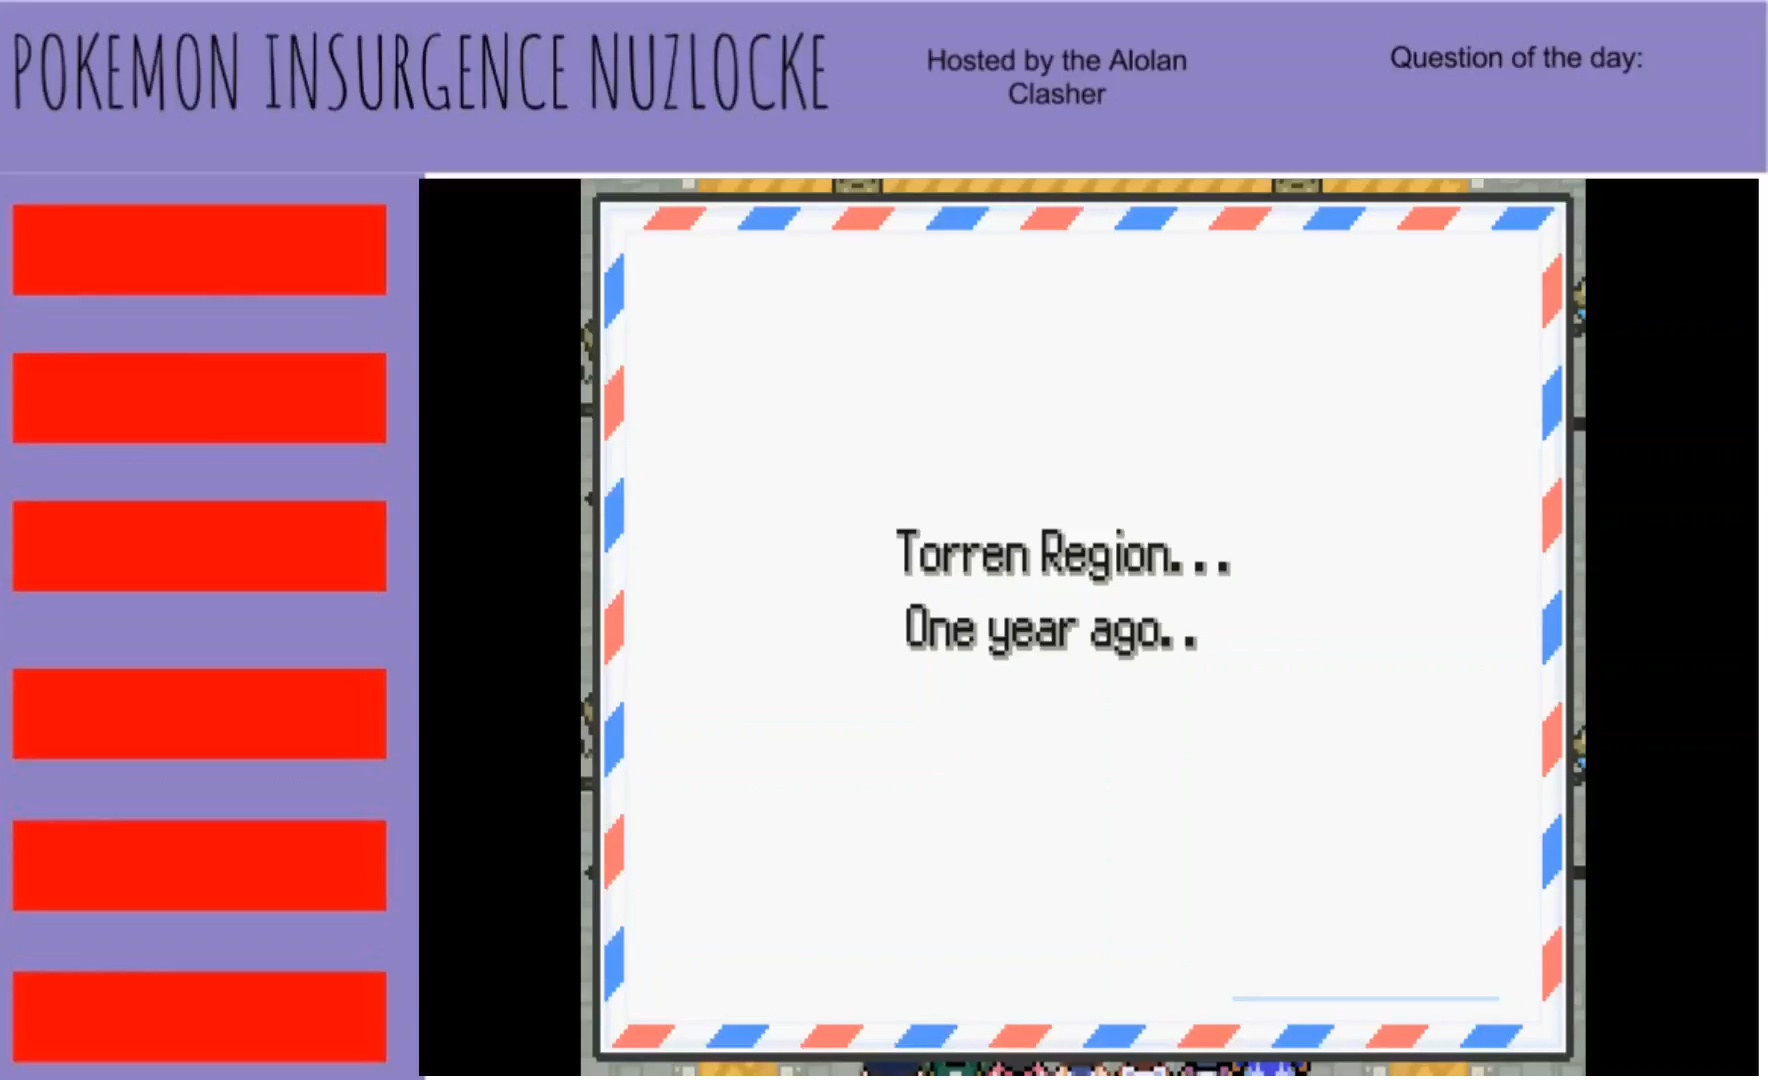 POKEMON INSURGENCE NUZLOCKE
Hosted by the Alolan
Clasher
Question of the day:
Torren Region...
One year ago..